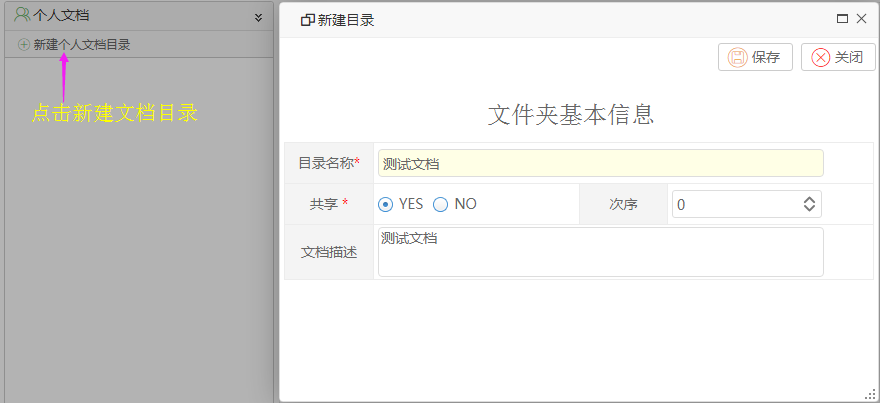 个人文档
新建个人文档目录
点击新建文档目录
新建目录
保存 关闭
文件夹基本信息
目录名称* 测试文档
共享 * YES NO 次序 0
文档描述 测试文档